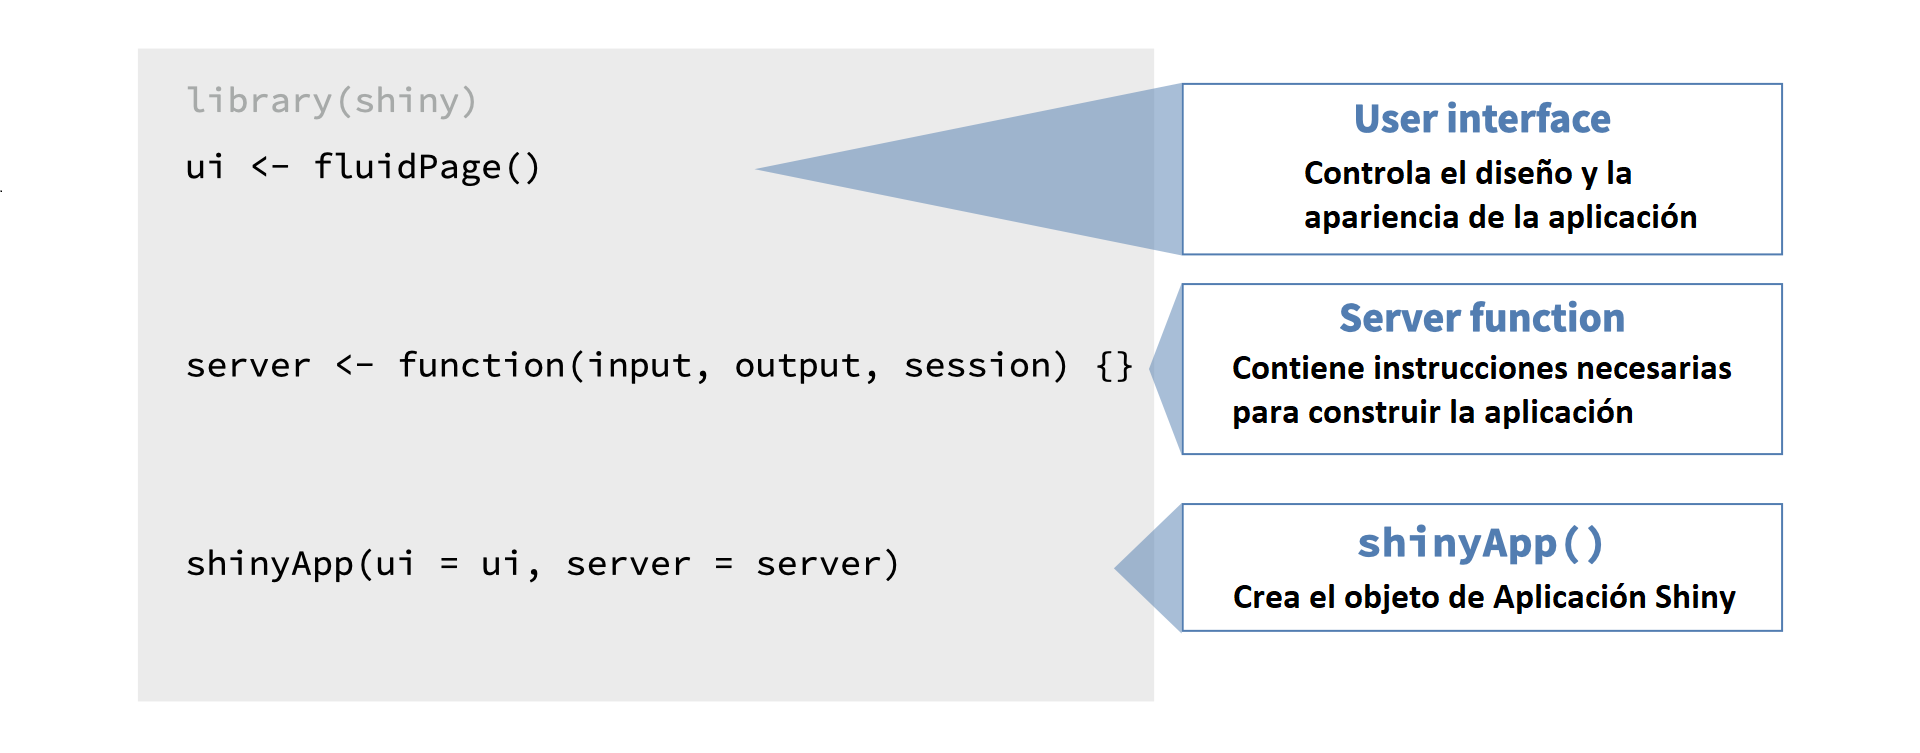 library(shiny)
ui <- fluidPage()
User interface
Controla el diseño y la
apariencia de la aplicación
server <- function(input, output, session) {}
Server function
Contiene instrucciones necesarias
para construir la aplicación
shinyApp(ui = ui, server = server)
shinyApp()
Crea el objeto de Aplicación Shiny